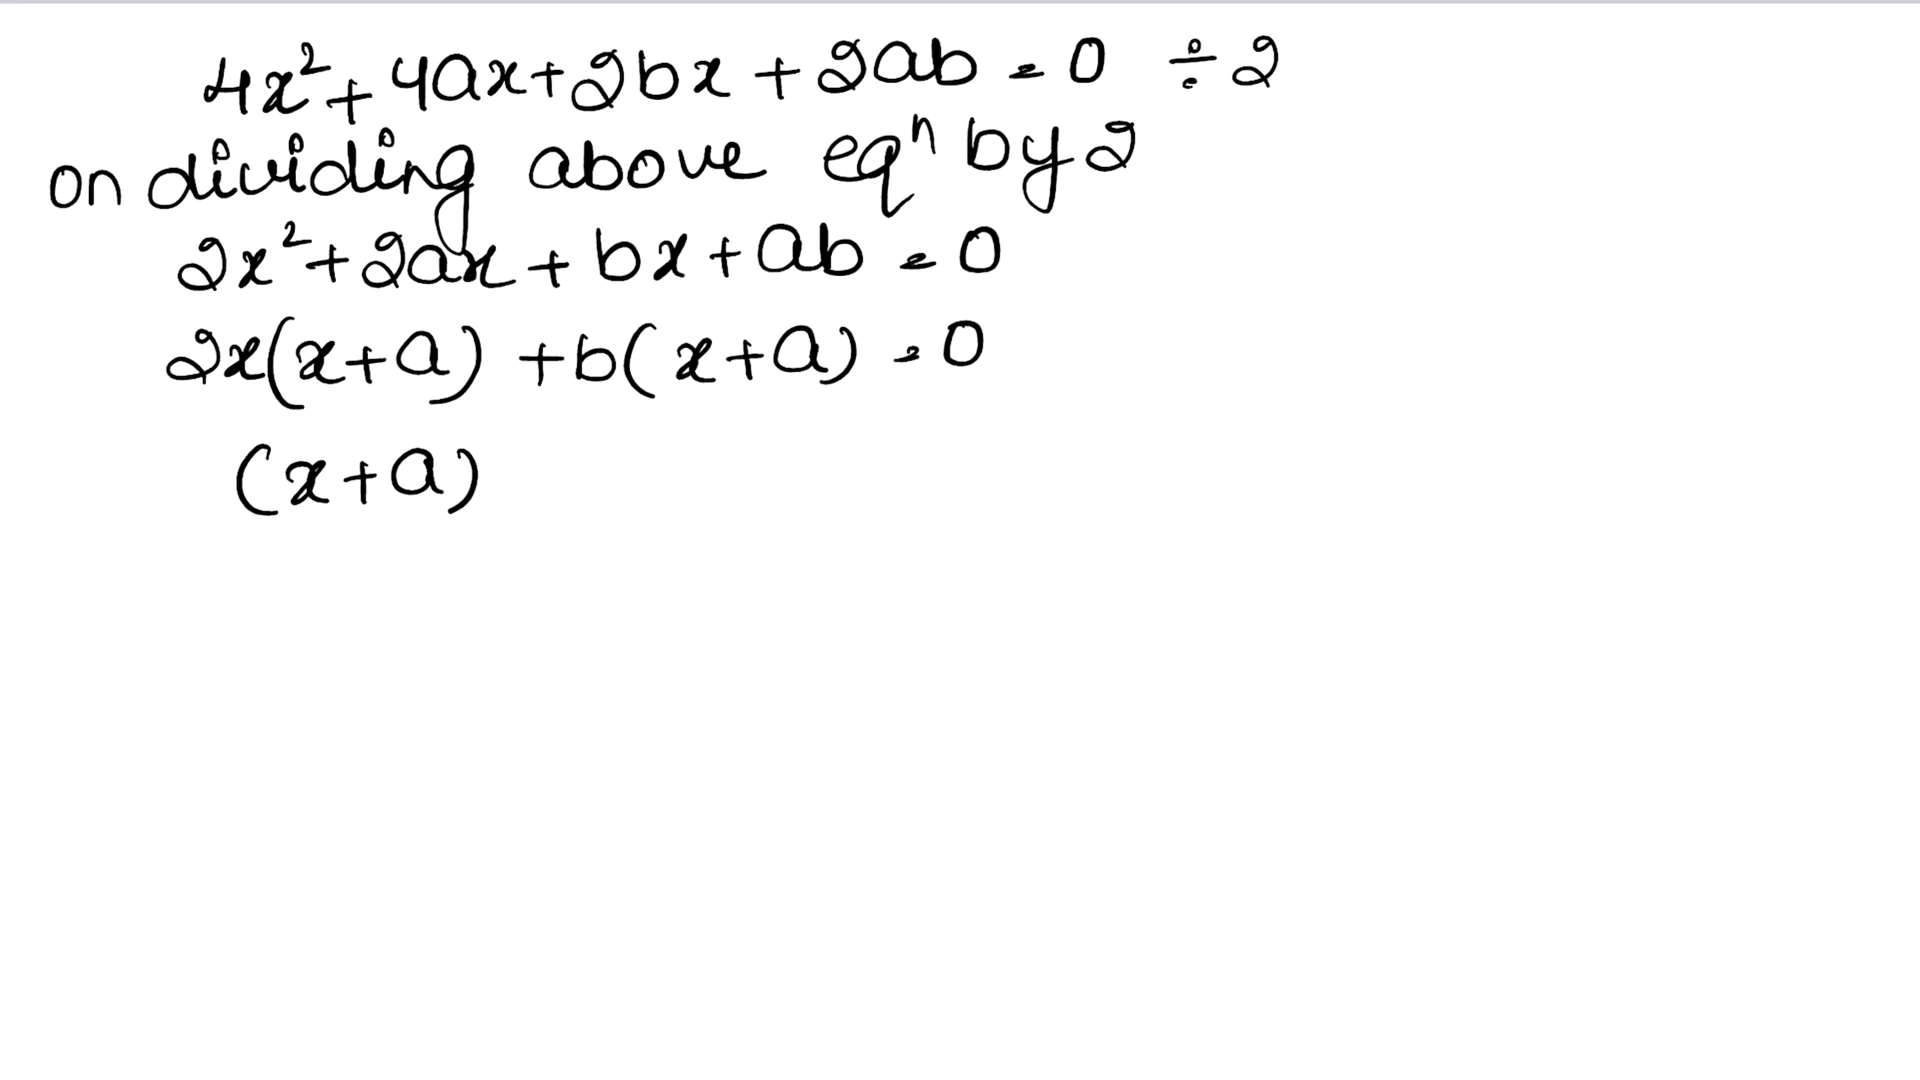 4x² + 4ax + 2bx + 2ab = 0 ÷ 2
on dividing above eqⁿ by 2
2x² + 2ax + bx + ab = 0
2x(x+a) + b(x+a) = 0
(x+a)